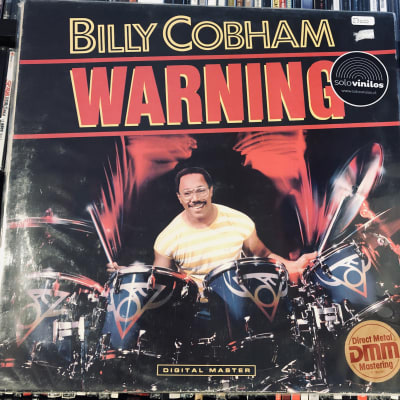 BILLY COBHAM
WARNING
solovinilos
DIGITAL MASTER
Direct Metal
DMM
Mastering